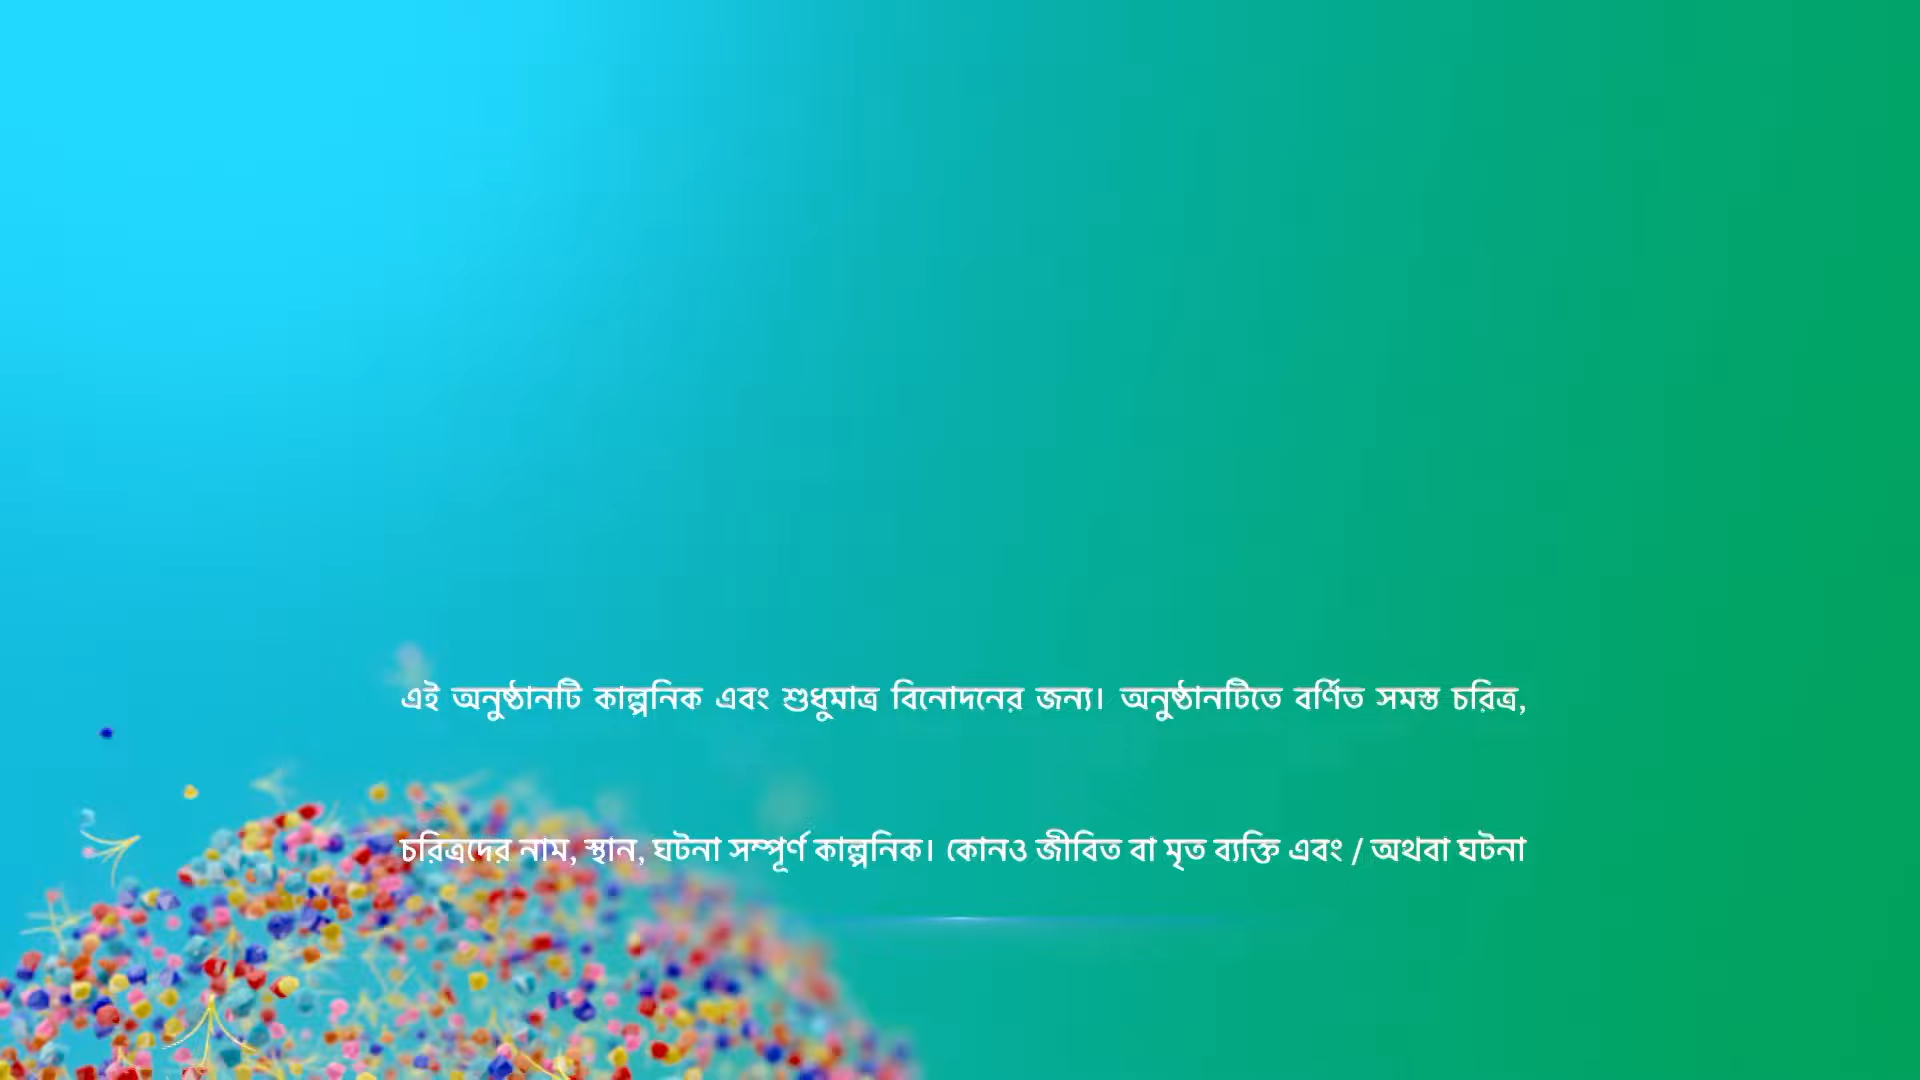 এই অনুষ্ঠানটি কাল্পনিক এবং শুধুমাত্র বিনোদনের জন্য। অনুষ্ঠানটিতে বর্ণিত সমস্ত চরিত্র,
চরিত্রদের নাম, স্থান, ঘটনা সম্পূর্ণ কাল্পনিক। কোনও জীবিত বা মৃত ব্যক্তি এবং / অথবা ঘটনা